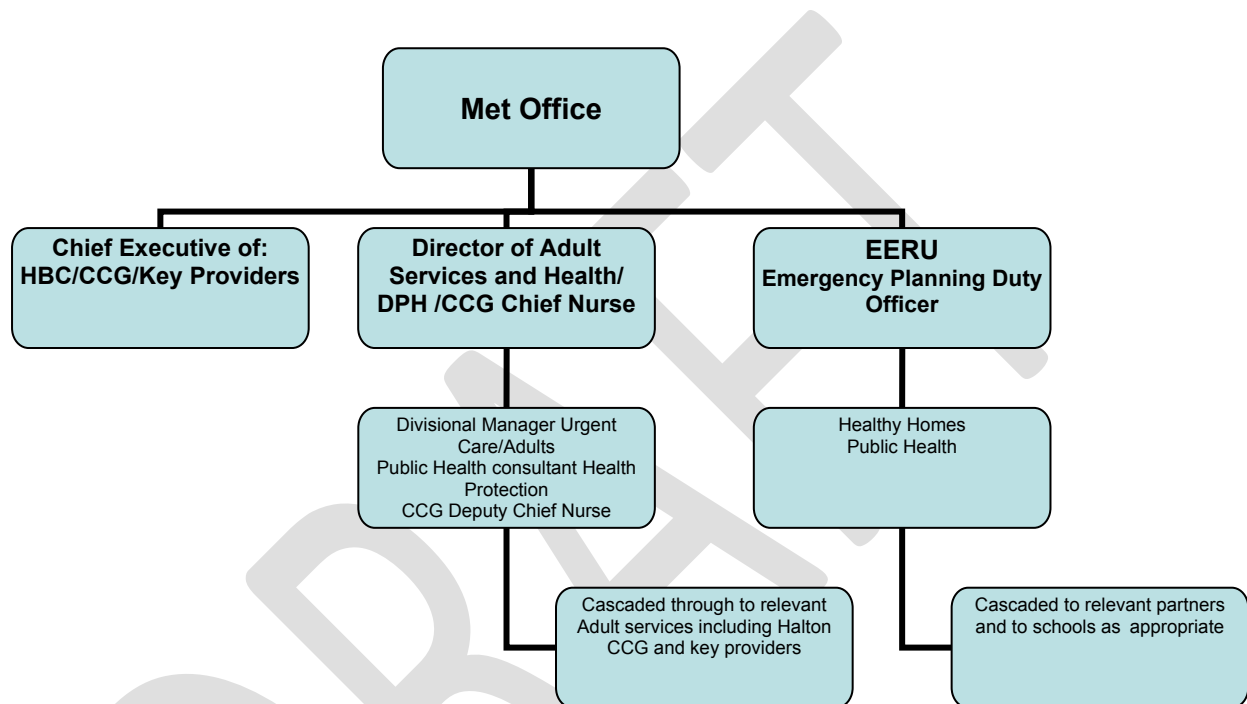 Met Office
Chief Executive of:
HBC/CCG/Key Providers
Director of Adult
Services and Health/
DPH /CCG Chief Nurse
EERU
Emergency Planning Duty
Officer
Divisional Manager Urgent
Care/Adults
Public Health consultant Health
Protection
CCG Deputy Chief Nurse
Healthy Homes
Public Health
Cascaded through to relevant
Adult services including Halton
CCG and key providers
Cascaded to relevant partners
and to schools as  appropriate
DRAFT